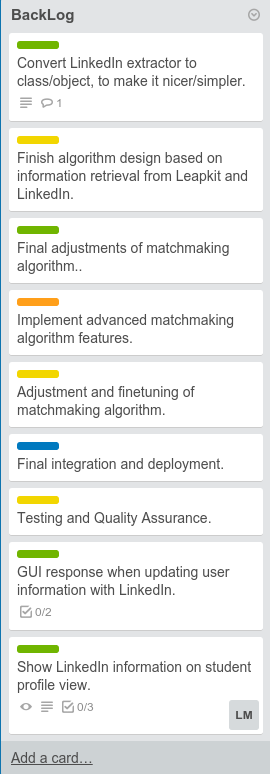 BackLog
Convert LinkedIn extractor to
class/object, to make it nicer/simpler.
1
Finish algorithm design based on
information retrieval from Leapkit and
LinkedIn.
Final adjustments of matchmaking
algorithm..
Implement advanced matchmaking
algorithm features.
Adjustment and finetuning of
matchmaking algorithm.
Final integration and deployment.
Testing and Quality Assurance.
GUI response when updating user
information with LinkedIn.
0/2
Show LinkedIn information on student
profile view.
0/3
LM
Add a card…